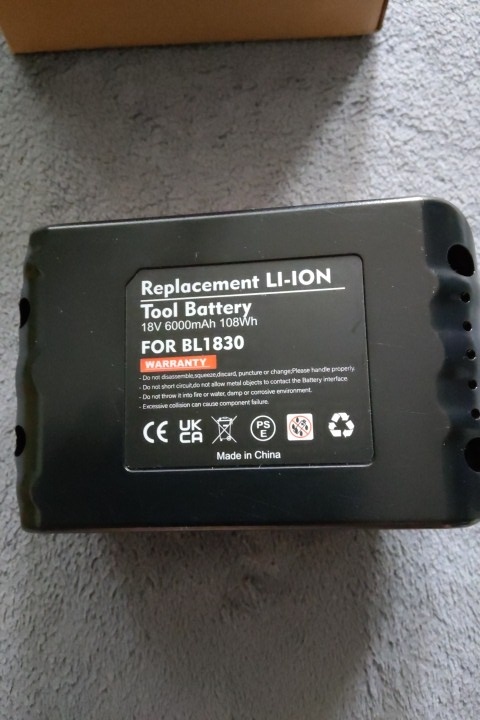 Replacement LI-ION
Tool Battery
18V 6000mAh 108Wh
FOR BL1830
WARRANTY
- Do not disassemble,squeeze,discard, puncture or change;Please handle properly.
- Do not short circuit,do not allow metal objects to contact the Battery interface
- Do not throw it into fire or water, damp or corrosive environment.
- Excessive collision can cause component failure.
CE UK CA PS E
Made in China